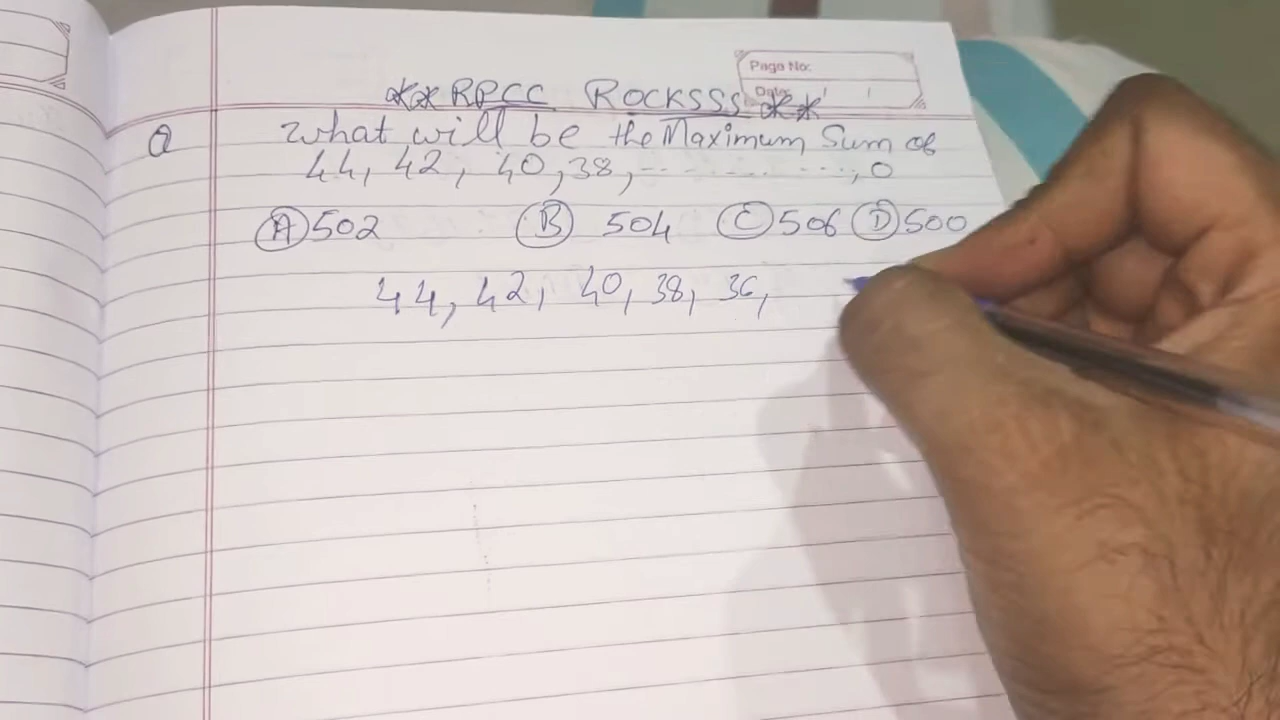 Page No:
Date:
** RPCC ROCKSSS **
Q What will be the Maximum Sum of
44, 42, 40, 38, ............, 0
A 502 B 504 C 506 D 500
44, 42, 40, 38, 36,